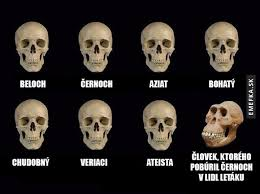 BELOCH
ČERNOCH
AZIAT
BOHATÝ
EMEFKA.SK
CHUDOBNÝ
VERIACI
ATEISTA
ČLOVEK, KTORÉHO
POBÚRIL ČERNOCH
V LIDL LETÁKU